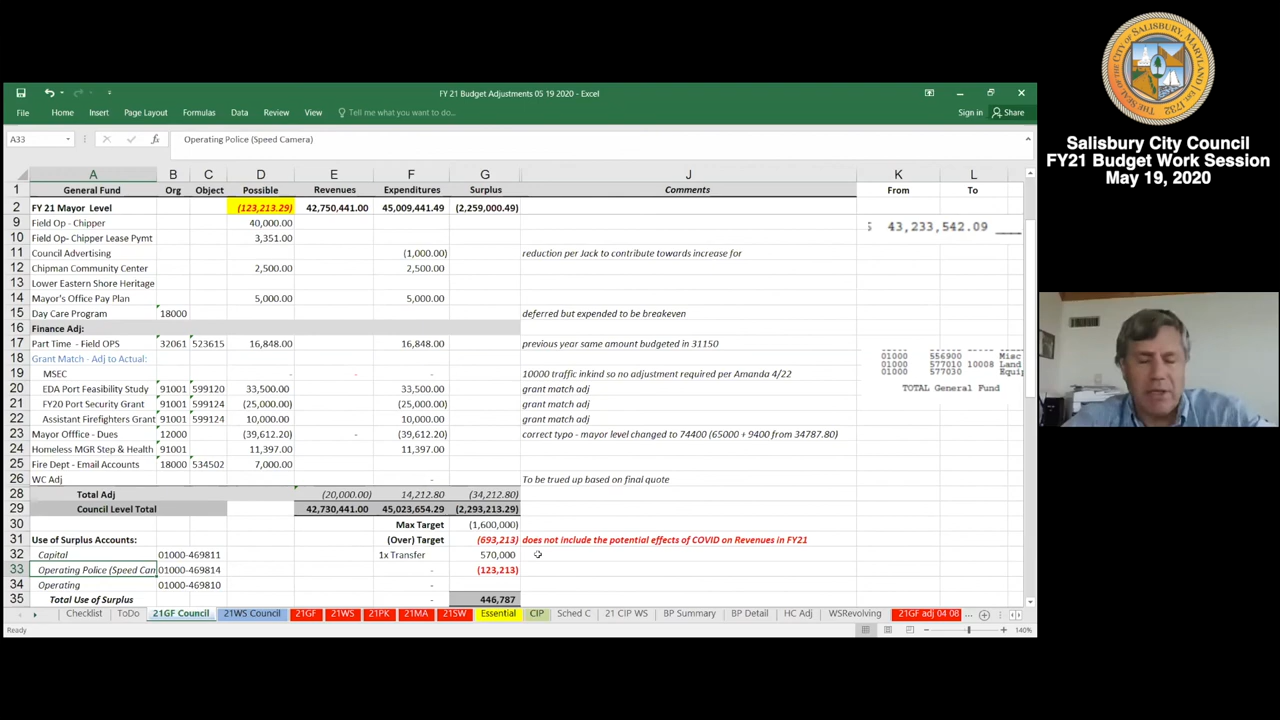 FY 21 Budget Adjustments 05 19 2020 - Excel
File Home Insert Page Layout Formulas Data Review View Tell me what you want to do... Sign in Share
A33 fx Operating Police (Speed Camera)
A B C D E F G J K L
1 General Fund Org Object Possible Revenues Expenditures Surplus Comments From To
2 FY 21 Mayor Level (123,213.29) 42,750,441.00 45,009,441.49 (2,259,000.49)
9 Field Op - Chipper 40,000.00 43,233,542.09
10 Field Op- Chipper Lease Pymt 3,351.00
11 Council Advertising (1,000.00) reduction per Jack to contribute towards increase for
12 Chipman Community Center 2,500.00 2,500.00
13 Lower Eastern Shore Heritage
14 Mayor's Office Pay Plan 5,000.00 5,000.00
15 Day Care Program 18000 deferred but expended to be breakeven
16 Finance Adj:
17 Part Time - Field OPS 32061 523615 16,848.00 16,848.00 previous year same amount budgeted in 31150
18 Grant Match - Adj to Actual: 01000 556900 Misc
19 MSEC - - - 10000 traffic inkind so no adjustment required per Amanda 4/22 01000 577010 10008 Land
01000 577030 Equi
20 EDA Port Feasibility Study 91001 599120 33,500.00 33,500.00 grant match adj TOTAL General Fund
21 FY20 Port Security Grant 91001 599124 (25,000.00) (25,000.00) grant match adj
22 Assistant Firefighters Grant 91001 599124 10,000.00 10,000.00 grant match adj
23 Mayor Offfice - Dues 12000 (39,612.20) - (39,612.20) correct typo - mayor level changed to 74400 (65000 + 9400 from 34787.80)
24 Homeless MGR Step & Health 91001 11,397.00 11,397.00
25 Fire Dept - Email Accounts 18000 534502 7,000.00
26 WC Adj - To be trued up based on final quote
28 Total Adj (20,000.00) 14,212.80 (34,212.80)
29 Council Level Total 42,730,441.00 45,023,654.29 (2,293,213.29)
30 Max Target (1,600,000)
31 Use of Surplus Accounts: (Over) Target (693,213) does not include the potential effects of COVID on Revenues in FY21
32 Capital 01000-469811 1x Transfer 570,000
33 Operating Police (Speed Can 01000-469814 - (123,213)
34 Operating 01000-469810 -
35 Total Use of Surplus - 446,787
Checklist ToDo 21GF Council 21WS Council 21GF 21WS 21PK 21MA 21SW Essential CIP Sched C 21 CIP WS BP Summary BP Detail HC Adj WSRevolving 21GF adj 04 08 ...
Ready 140%
THE CITY OF SALISBURY, MARYLAND
Salisbury City Council
FY21 Budget Work Session
May 19, 2020